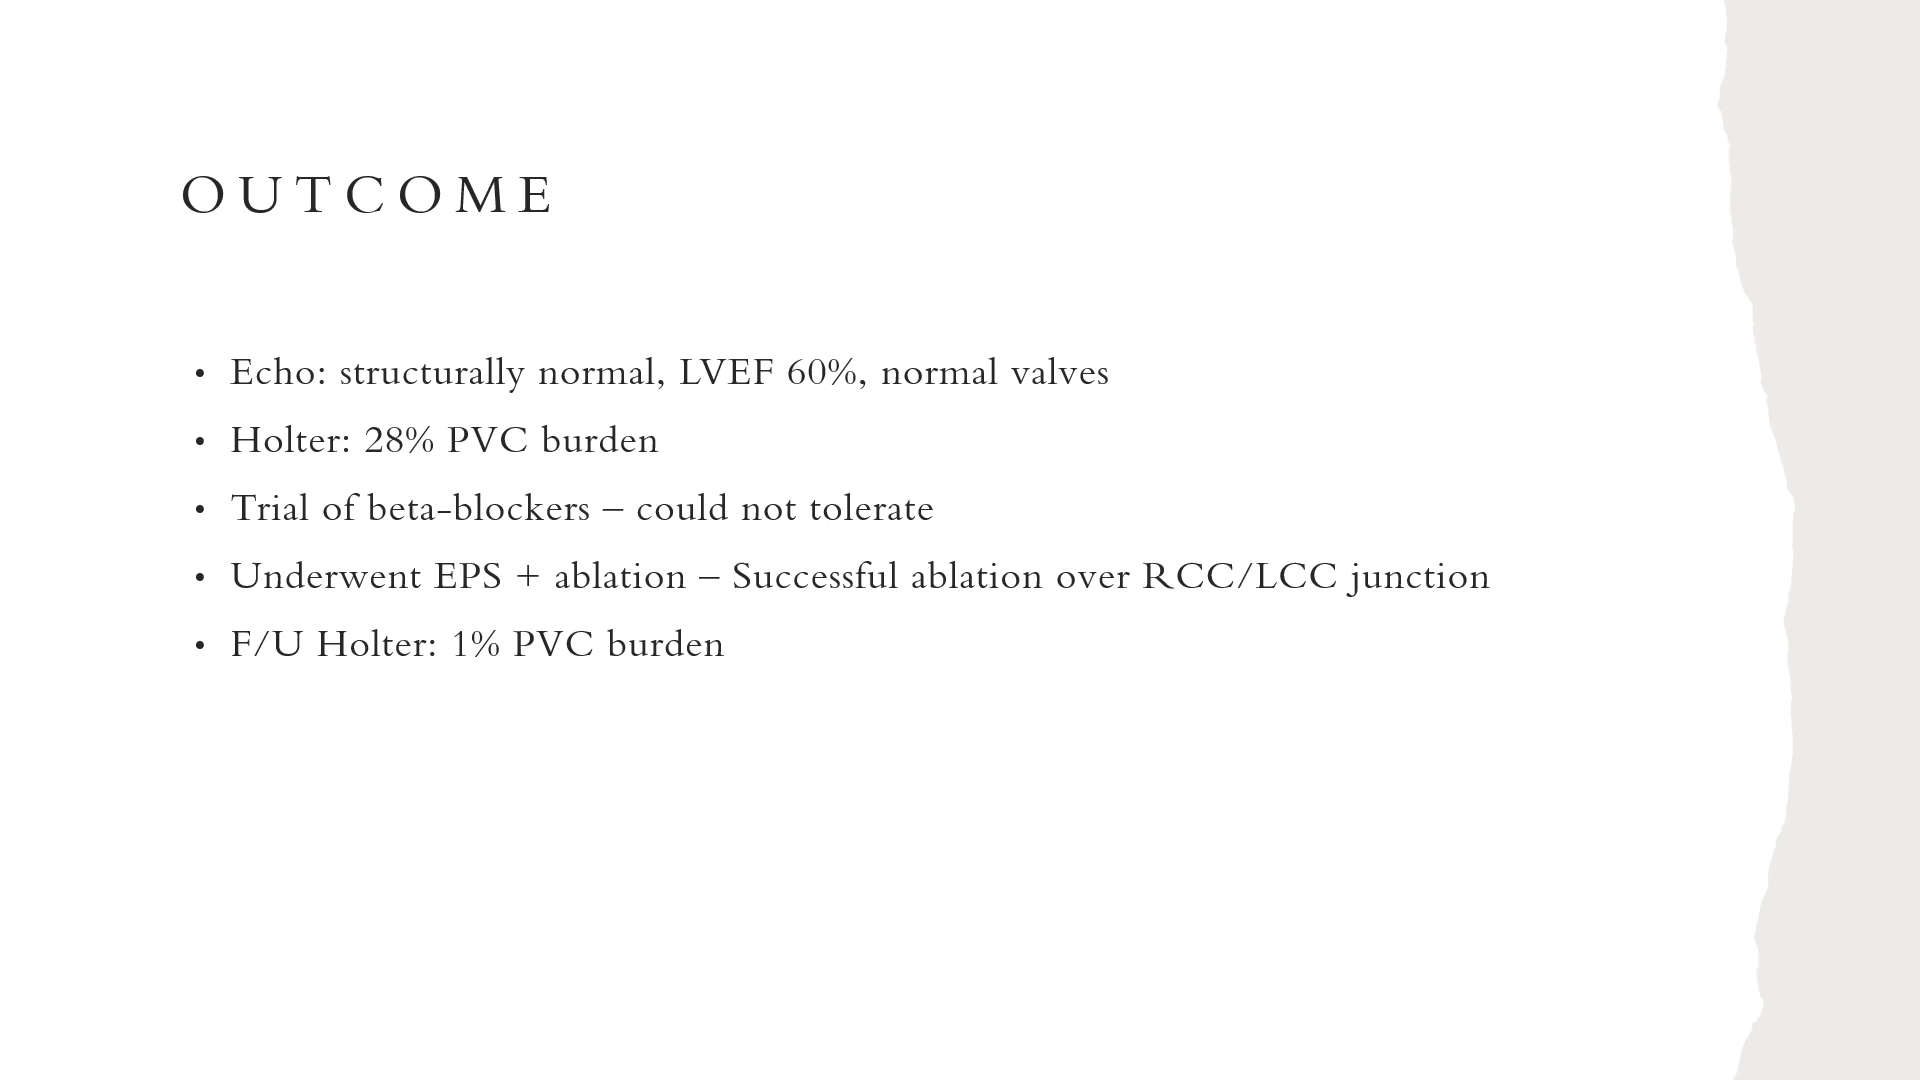 OUTCOME
• Echo: structurally normal, LVEF 60%, normal valves
• Holter: 28% PVC burden
• Trial of beta-blockers – could not tolerate
• Underwent EPS + ablation – Successful ablation over RCC/LCC junction
• F/U Holter: 1% PVC burden